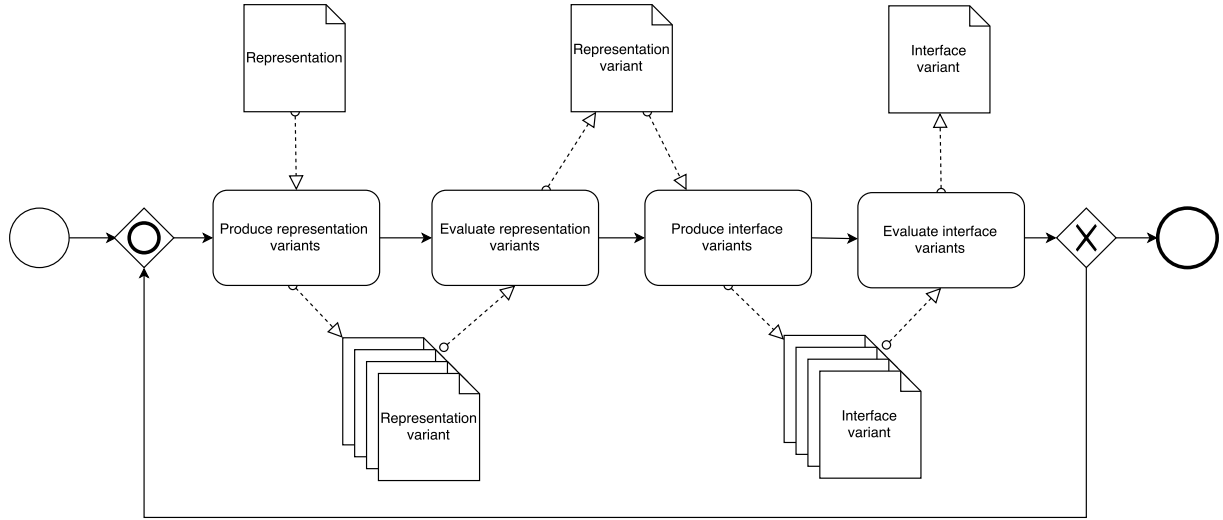 Representation
Representation
variant
Interface
variant
Produce representation
variants
Evaluate representation
variants
Produce interface
variants
Evaluate interface
variants
Representation
variant
Interface
variant